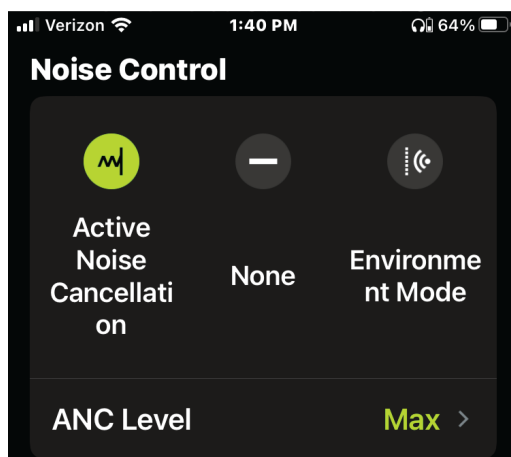 Verizon 1:40 PM 64%
Noise Control
Active
Noise
Cancellati
on
None
Environme
nt Mode
ANC Level Max